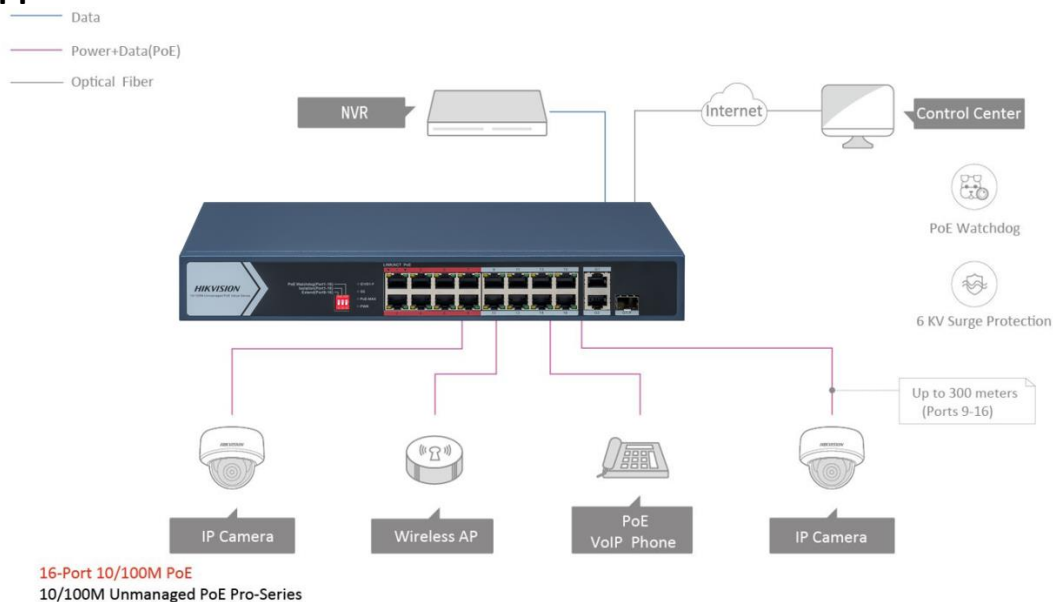 Data
Power+Data(PoE)
Optical Fiber
NVR
Internet
Control Center
PoE Watchdog
6 KV Surge Protection
HIKVISION
Up to 300 meters
(Ports 9-16)
HIKVISION
HIKVISION
IP Camera
Wireless AP
PoE
VoIP Phone
IP Camera
16-Port 10/100M PoE
10/100M Unmanaged PoE Pro-Series